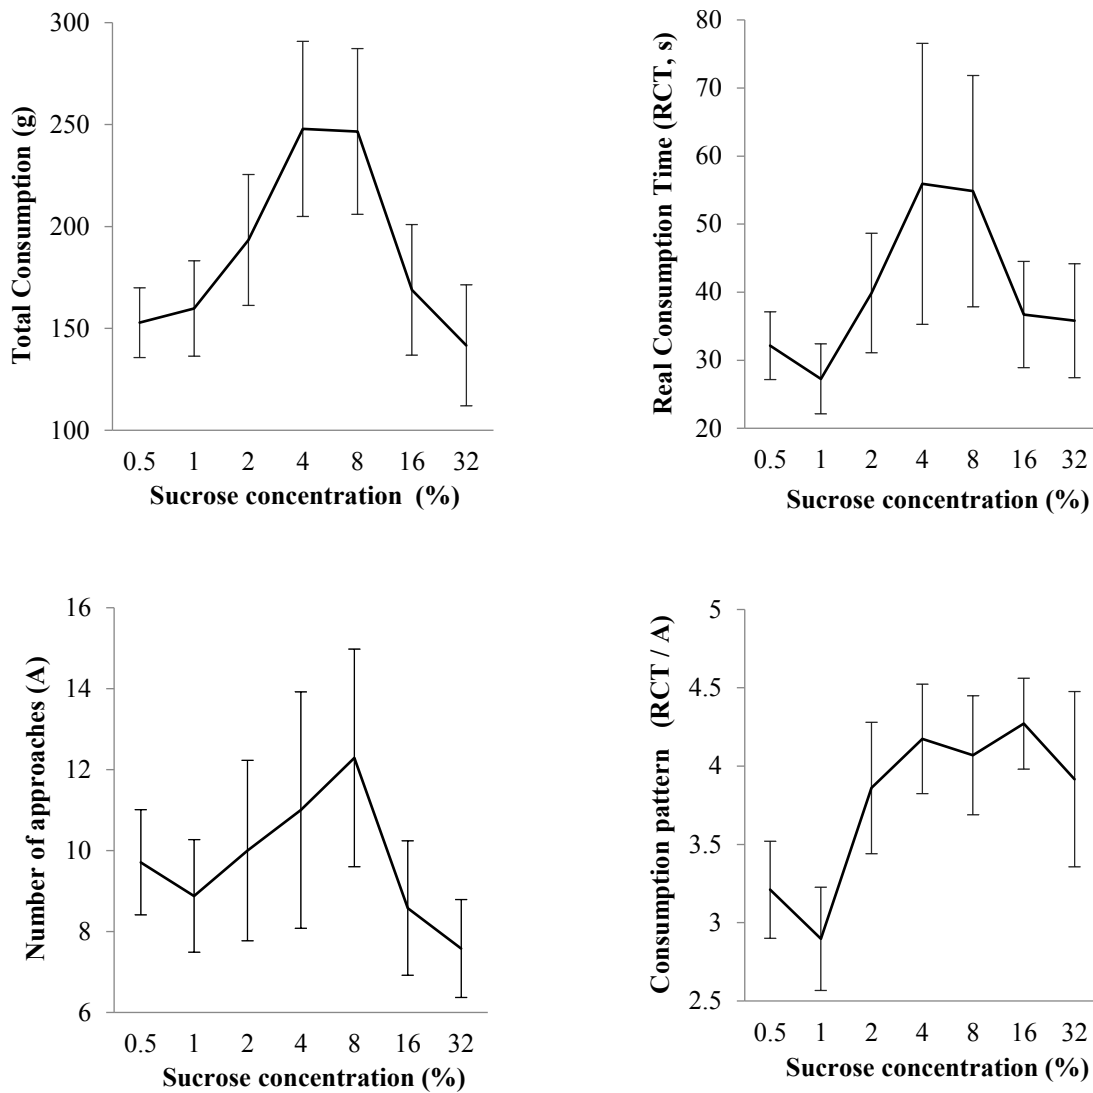 Total Consumption (g)
300
250
200
150
100
0.5 1 2 4 8 16 32
Sucrose concentration (%)
Real Consumption Time (RCT, s)
80
70
60
50
40
30
20
0.5 1 2 4 8 16 32
Sucrose concentration (%)
Number of approaches (A)
16
14
12
10
8
6
0.5 1 2 4 8 16 32
Sucrose concentration (%)
Consumption pattern (RCT / A)
5
4.5
4
3.5
3
2.5
0.5 1 2 4 8 16 32
Sucrose concentration (%)